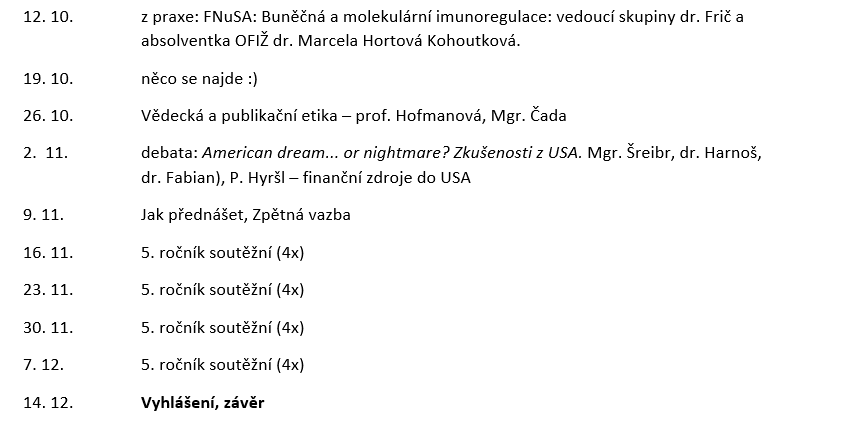 12. 10. z praxe: FNuSA: Buněčná a molekulární imunoregulace: vedoucí skupiny dr. Frič a
absolventka OFIŽ dr. Marcela Hortová Kohoutková.
19. 10. něco se najde :)
26. 10. Vědecká a publikační etika – prof. Hofmanová, Mgr. Čada
2. 11. debata: American dream... or nightmare? Zkušenosti z USA. Mgr. Šreibr, dr. Harnoš,
dr. Fabian), P. Hyršl – finanční zdroje do USA
9. 11. Jak přednášet, Zpětná vazba
16. 11. 5. ročník soutěžní (4x)
23. 11. 5. ročník soutěžní (4x)
30. 11. 5. ročník soutěžní (4x)
7. 12. 5. ročník soutěžní (4x)
14. 12. Vyhlášení, závěr